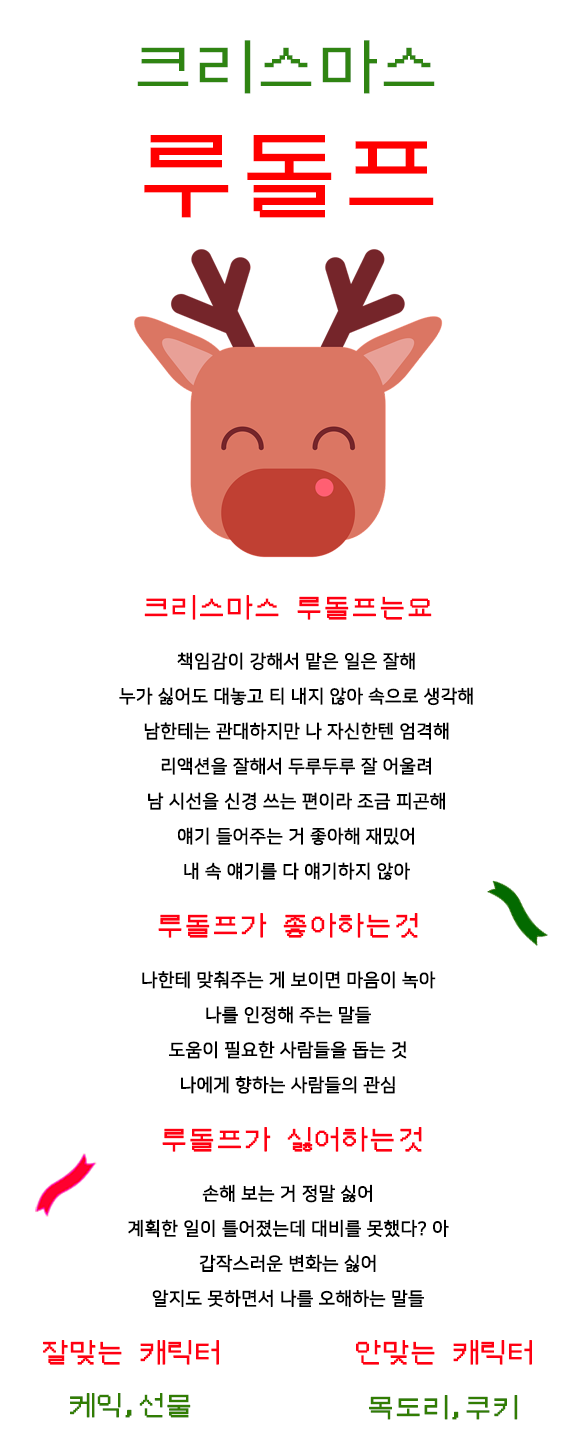 크리스마스
루돌프
크리스마스 루돌프는요
책임감이 강해서 맡은 일은 잘해
누가 싫어도 대놓고 티 내지 않아 속으로 생각해
남한테는 관대하지만 나 자신한텐 엄격해
리액션을 잘해서 두루두루 잘 어울려
남 시선을 신경 쓰는 편이라 조금 피곤해
얘기 들어주는 거 좋아해 재밌어
내 속 얘기를 다 얘기하지 않아
루돌프가 좋아하는것
나한테 맞춰주는 게 보이면 마음이 녹아
나를 인정해 주는 말들
도움이 필요한 사람들을 돕는 것
나에게 향하는 사람들의 관심
루돌프가 싫어하는것
손해 보는 거 정말 싫어
계획한 일이 틀어졌는데 대비를 못했다? 아
갑작스러운 변화는 싫어
알지도 못하면서 나를 오해하는 말들
잘맞는 캐릭터 안맞는 캐릭터
케익,선물 목도리,쿠키